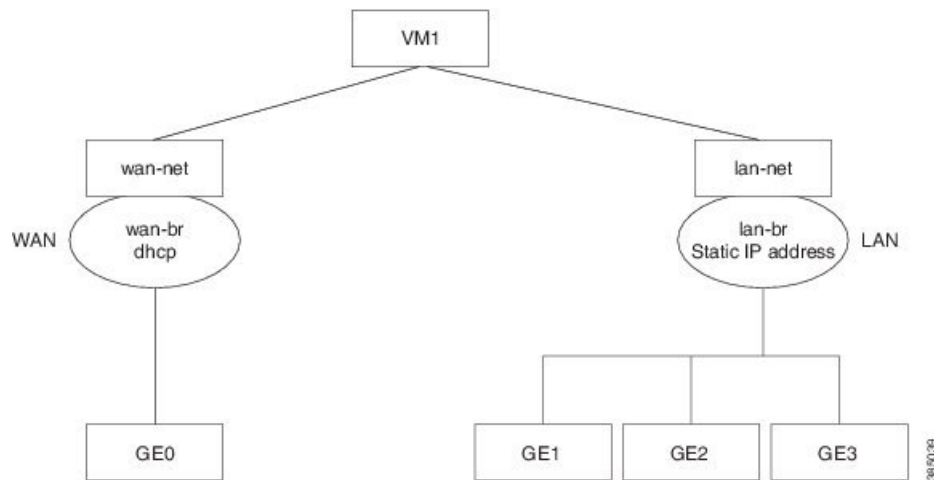 VM1
wan-net
lan-net
WAN
wan-br
dhcp
lan-br
Static IP address
LAN
GE0
GE1
GE2
GE3
385039